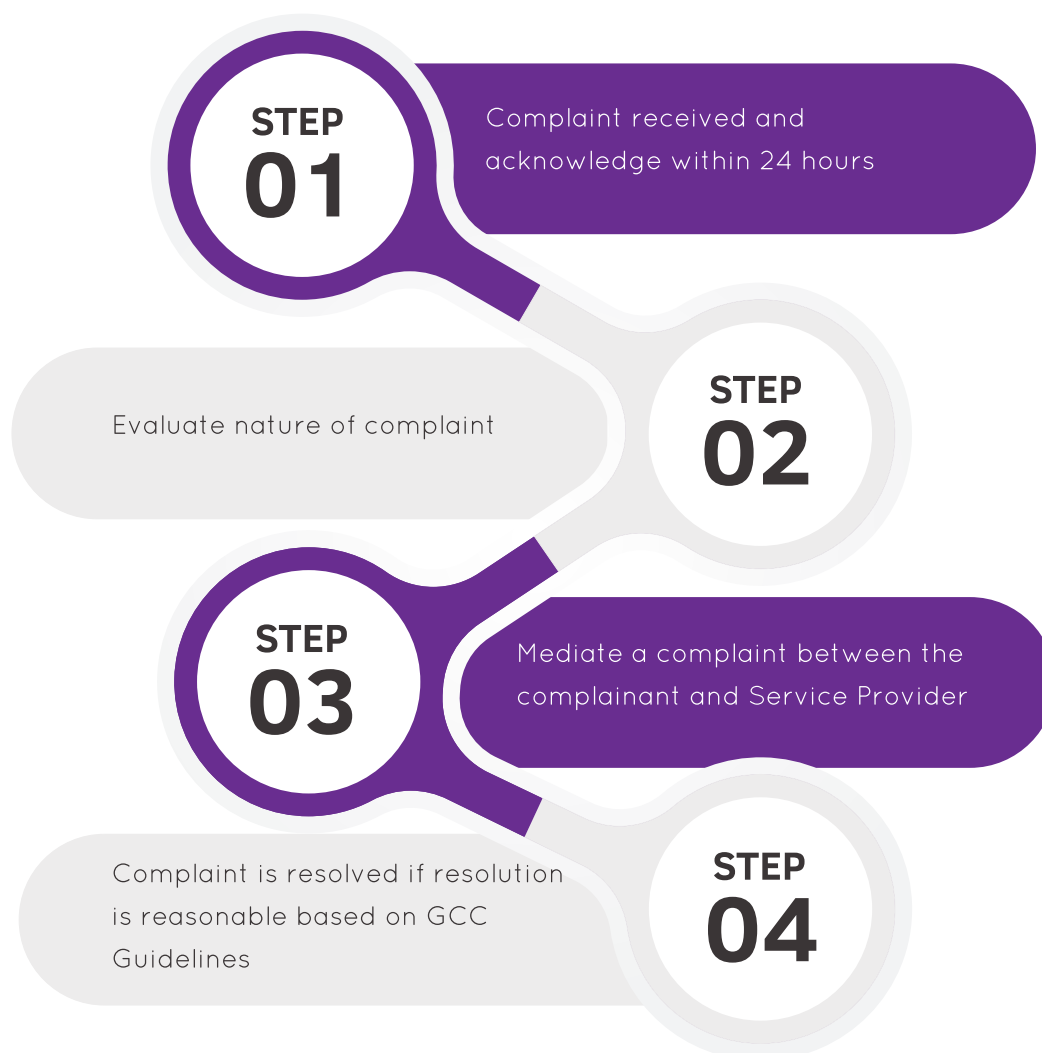 STEP
01
Complaint received and
acknowledge within 24 hours
STEP
02
Evaluate nature of complaint
STEP
03
Mediate a complaint between the
complainant and Service Provider
STEP
04
Complaint is resolved if resolution
is reasonable based on GCC
Guidelines